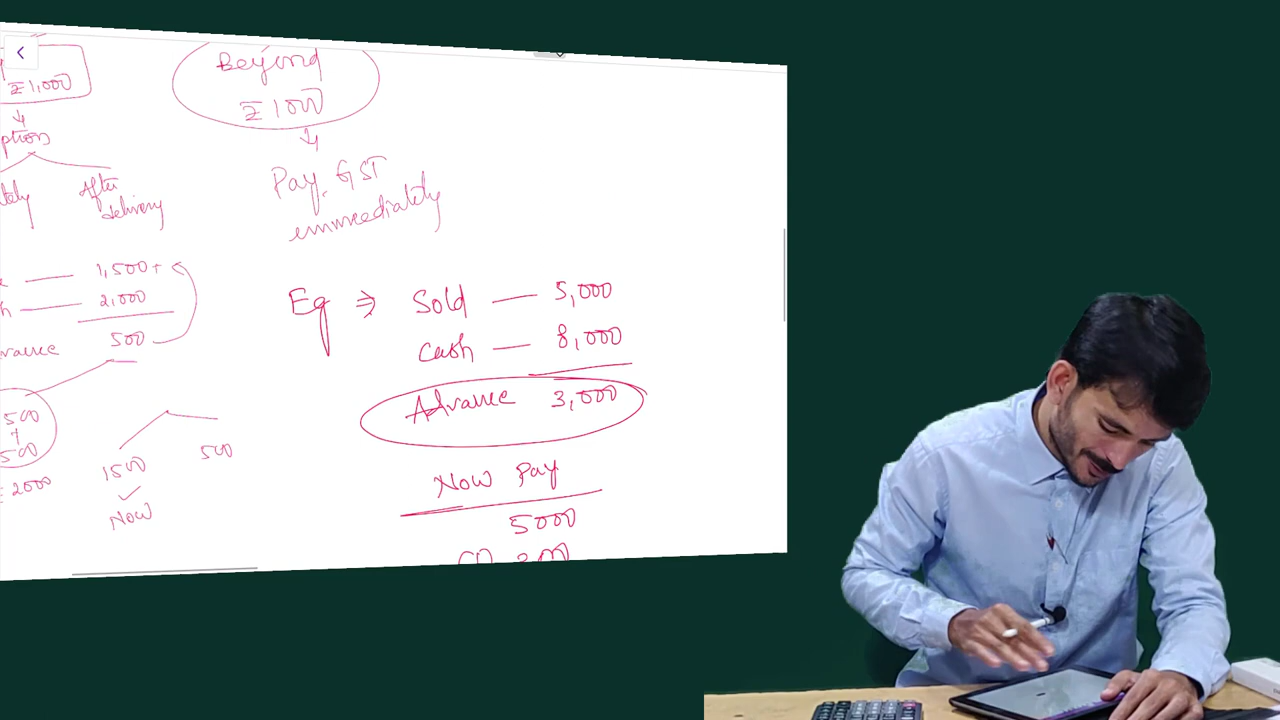 ₹1,000
ption
tely
After
delivery
1,500+
2,000
500
500
+
500
= 2000
1500
500
Now
Beyond
₹1000
Pay GST
immediately
Eg ⇒ Sold — 5,000
Cash — 8,000
Advance 3,000
Now Pay
5000